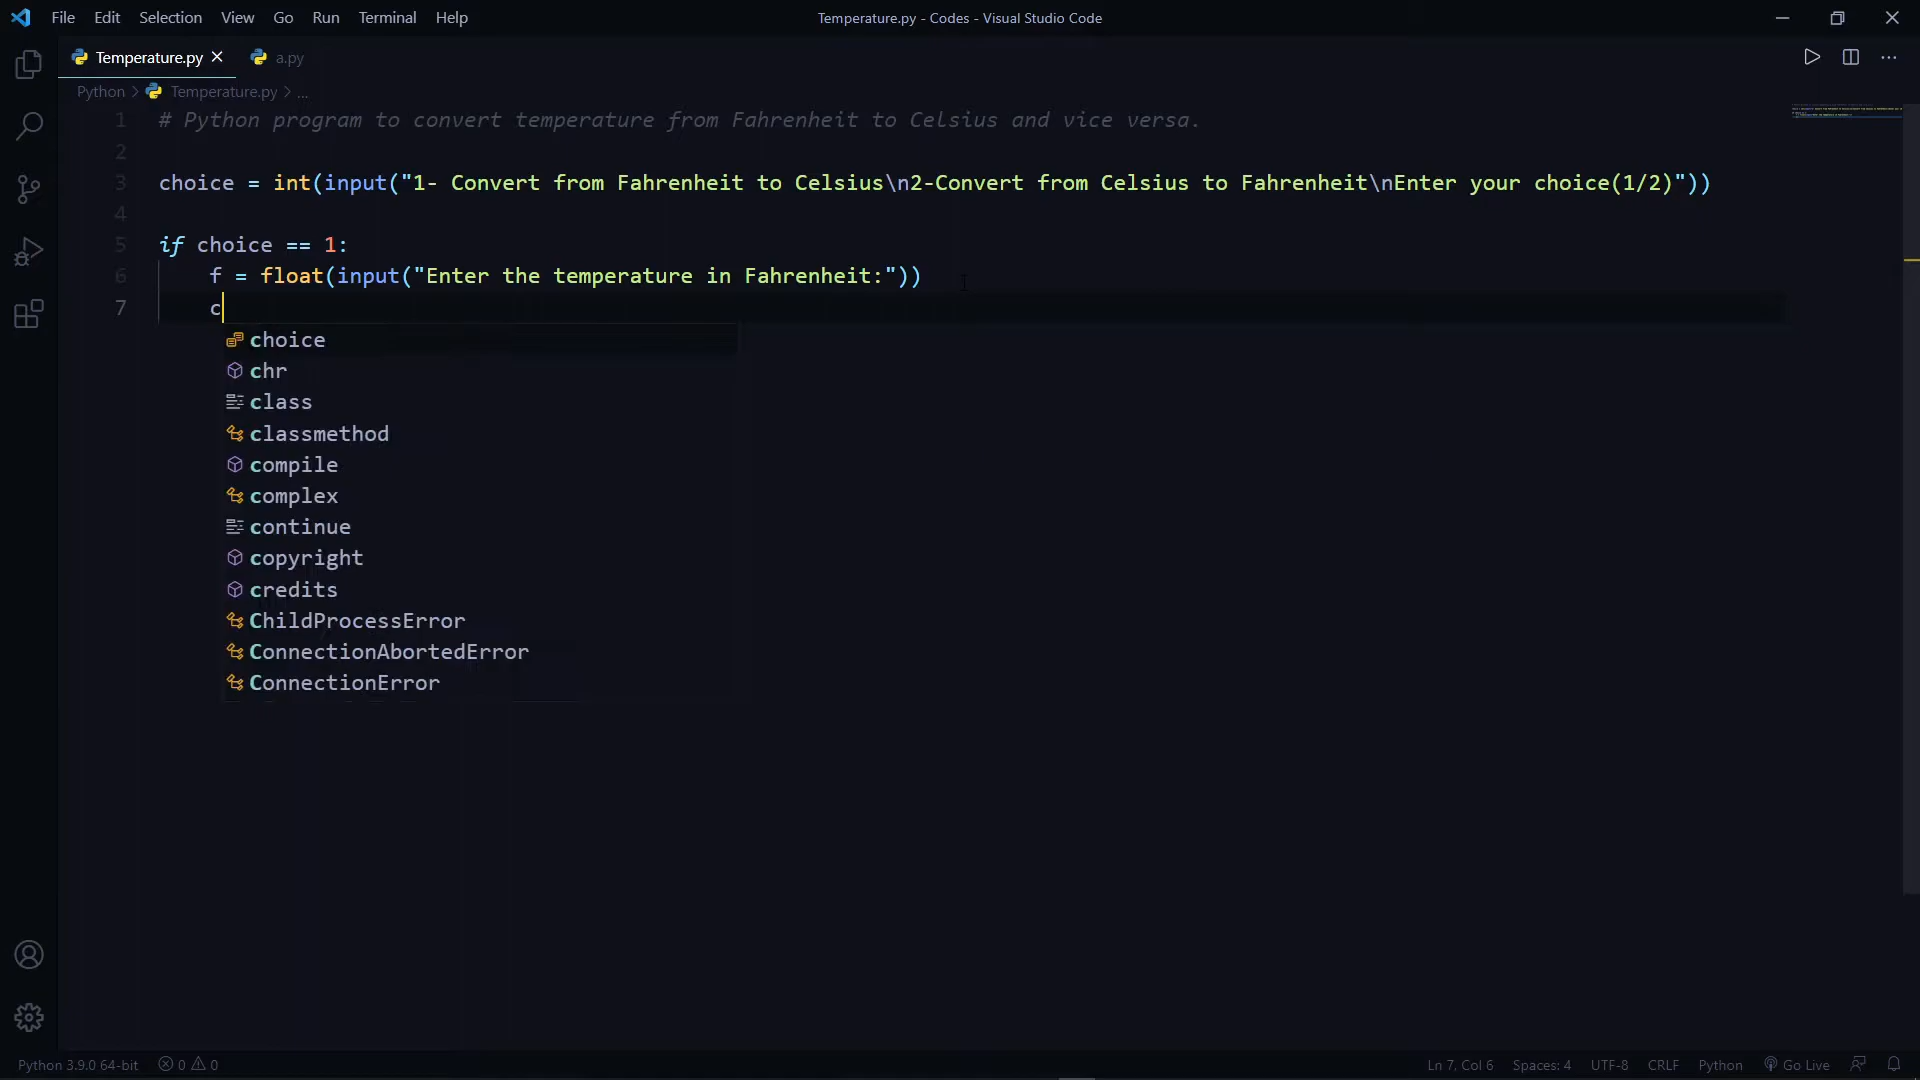 File Edit Selection View Go Run Terminal Help
Temperature.py - Codes - Visual Studio Code
Temperature.py a.py
Python > Temperature.py > ...
1 # Python program to convert temperature from Fahrenheit to Celsius and vice versa.
2
3 choice = int(input("1- Convert from Fahrenheit to Celsius\n2-Convert from Celsius to Fahrenheit\nEnter your choice(1/2)"))
4
5 if choice == 1:
6 f = float(input("Enter the temperature in Fahrenheit:"))
7 c
choice
chr
class
classmethod
compile
complex
continue
copyright
credits
ChildProcessError
ConnectionAbortedError
ConnectionError
Python 3.9.0 64-bit 0 0 Ln 7, Col 6 Spaces: 4 UTF-8 CRLF Python Go Live